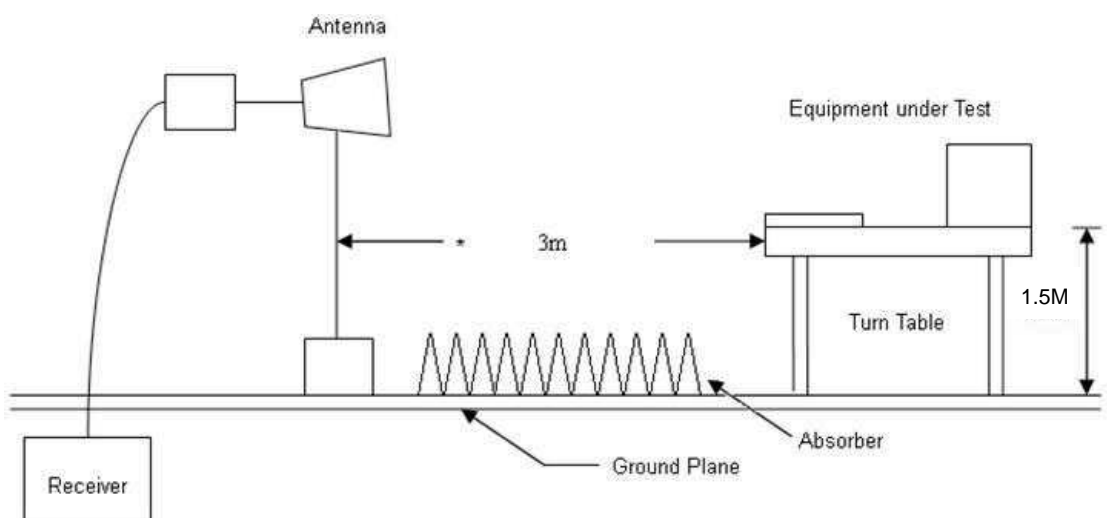 Antenna
Equipment under Test
* 3m
1.5M
Turn Table
Absorber
Ground Plane
Receiver